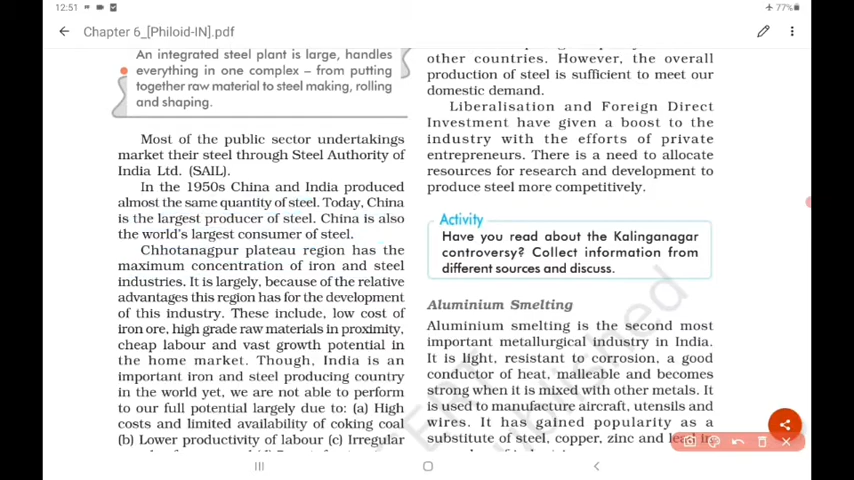 12:51
77%
Chapter 6_[Philoid-IN].pdf
An integrated steel plant is large, handles
everything in one complex – from putting
together raw material to steel making, rolling
and shaping.
Most of the public sector undertakings
market their steel through Steel Authority of
India Ltd. (SAIL).
In the 1950s China and India produced
almost the same quantity of steel. Today, China
is the largest producer of steel. China is also
the world's largest consumer of steel.
Chhotanagpur plateau region has the
maximum concentration of iron and steel
industries. It is largely, because of the relative
advantages this region has for the development
of this industry. These include, low cost of
iron ore, high grade raw materials in proximity,
cheap labour and vast growth potential in
the home market. Though, India is an
important iron and steel producing country
in the world yet, we are not able to perform
to our full potential largely due to: (a) High
costs and limited availability of coking coal
(b) Lower productivity of labour (c) Irregular
other countries. However, the overall
production of steel is sufficient to meet our
domestic demand.
Liberalisation and Foreign Direct
Investment have given a boost to the
industry with the efforts of private
entrepreneurs. There is a need to allocate
resources for research and development to
produce steel more competitively.
Activity
Have you read about the Kalinganagar
controversy? Collect information from
different sources and discuss.
Aluminium Smelting
Aluminium smelting is the second most
important metallurgical industry in India.
It is light, resistant to corrosion, a good
conductor of heat, malleable and becomes
strong when it is mixed with other metals. It
is used to manufacture aircraft, utensils and
wires. It has gained popularity as a
substitute of steel, copper, zinc and lead in